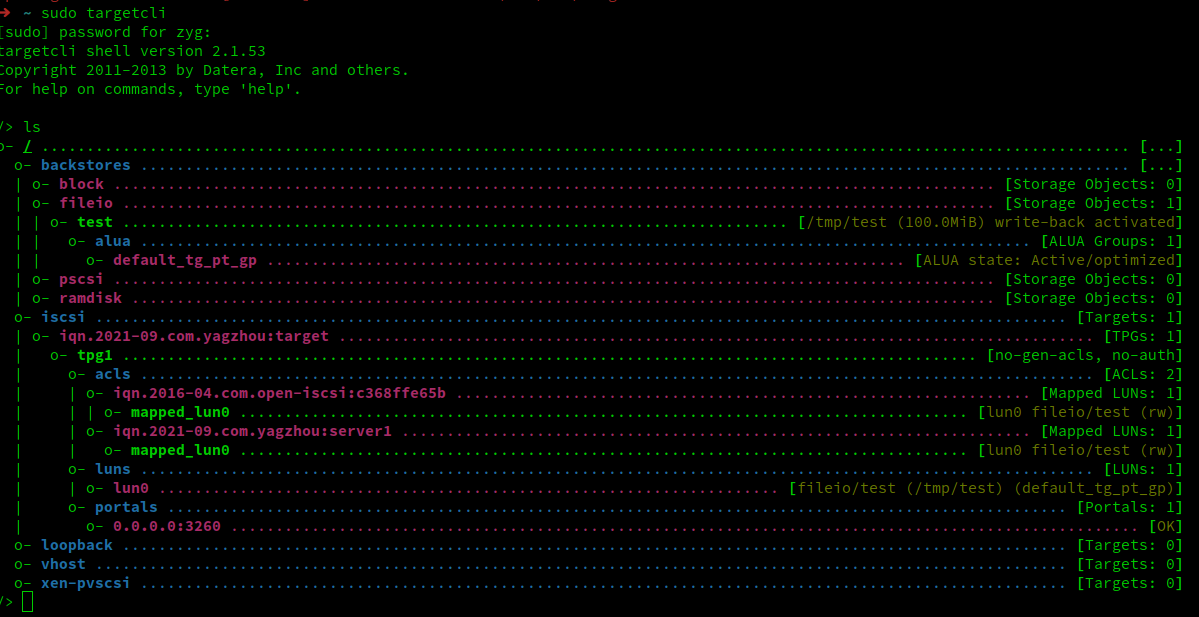 ➜ ~ sudo targetcli
[sudo] password for zyg:
targetcli shell version 2.1.53
Copyright 2011-2013 by Datera, Inc and others.
For help on commands, type 'help'.

/> ls
o- / ......................................................................................................................... [...]
  o- backstores .............................................................................................................. [...]
  | o- block .................................................................................................. [Storage Objects: 0]
  | o- fileio ................................................................................................. [Storage Objects: 1]
  | | o- test .......................................................................... [/tmp/test (100.0MiB) write-back activated]
  | |   o- alua ................................................................................................... [ALUA Groups: 1]
  | |     o- default_tg_pt_gp ....................................................................... [ALUA state: Active/optimized]
  | o- pscsi .................................................................................................. [Storage Objects: 0]
  | o- ramdisk ................................................................................................ [Storage Objects: 0]
  o- iscsi ............................................................................................................ [Targets: 1]
  | o- iqn.2021-09.com.yagzhou:target .................................................................................... [TPGs: 1]
  |   o- tpg1 ............................................................................................... [no-gen-acls, no-auth]
  |     o- acls .......................................................................................................... [ACLs: 2]
  |     | o- iqn.2016-04.com.open-iscsi:c368ffe65b ................................................................ [Mapped LUNs: 1]
  |     | | o- mapped_lun0 ................................................................................. [lun0 fileio/test (rw)]
  |     | o- iqn.2021-09.com.yagzhou:server1 ...................................................................... [Mapped LUNs: 1]
  |     |   o- mapped_lun0 ................................................................................. [lun0 fileio/test (rw)]
  |     o- luns .......................................................................................................... [LUNs: 1]
  |     | o- lun0 ..................................................................... [fileio/test (/tmp/test) (default_tg_pt_gp)]
  |     o- portals .................................................................................................... [Portals: 1]
  |       o- 0.0.0.0:3260 ..................................................................................................... [OK]
  o- loopback ......................................................................................................... [Targets: 0]
  o- vhost ............................................................................................................ [Targets: 0]
  o- xen-pvscsi ....................................................................................................... [Targets: 0]
/>